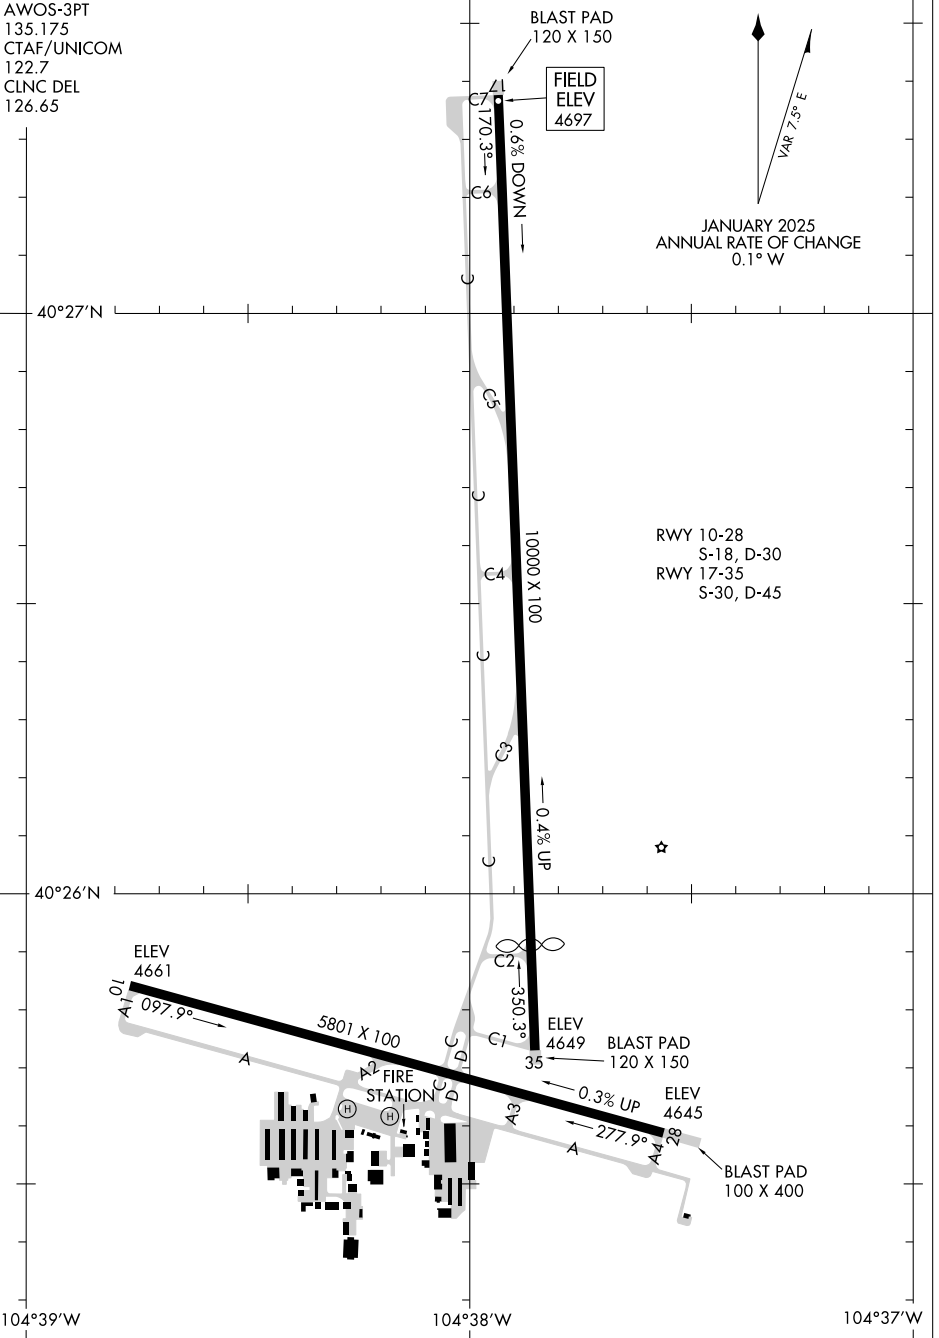 AWOS-3PT
135.175
CTAF/UNICOM
122.7
CLNC DEL
126.65
BLAST PAD
120 X 150
FIELD
ELEV
4697
VAR 7.5° E
JANUARY 2025
ANNUAL RATE OF CHANGE
0.1° W
17
C7
170.3°
0.6% DOWN
C6
C
40°27'N
C5
C
10000 X 100
RWY 10-28
S-18, D-30
RWY 17-35
S-30, D-45
C4
C
C3
0.4% UP
C
40°26'N
C2
350.3°
ELEV
4661
10
A1
097.9°
5801 X 100
A
A2
C
D
C1
ELEV
4649
35
BLAST PAD
120 X 150
FIRE
STATION
C
D
H
H
A3
0.3% UP
277.9°
A
ELEV
4645
28
A4
BLAST PAD
100 X 400
104°39'W
104°38'W
104°37'W